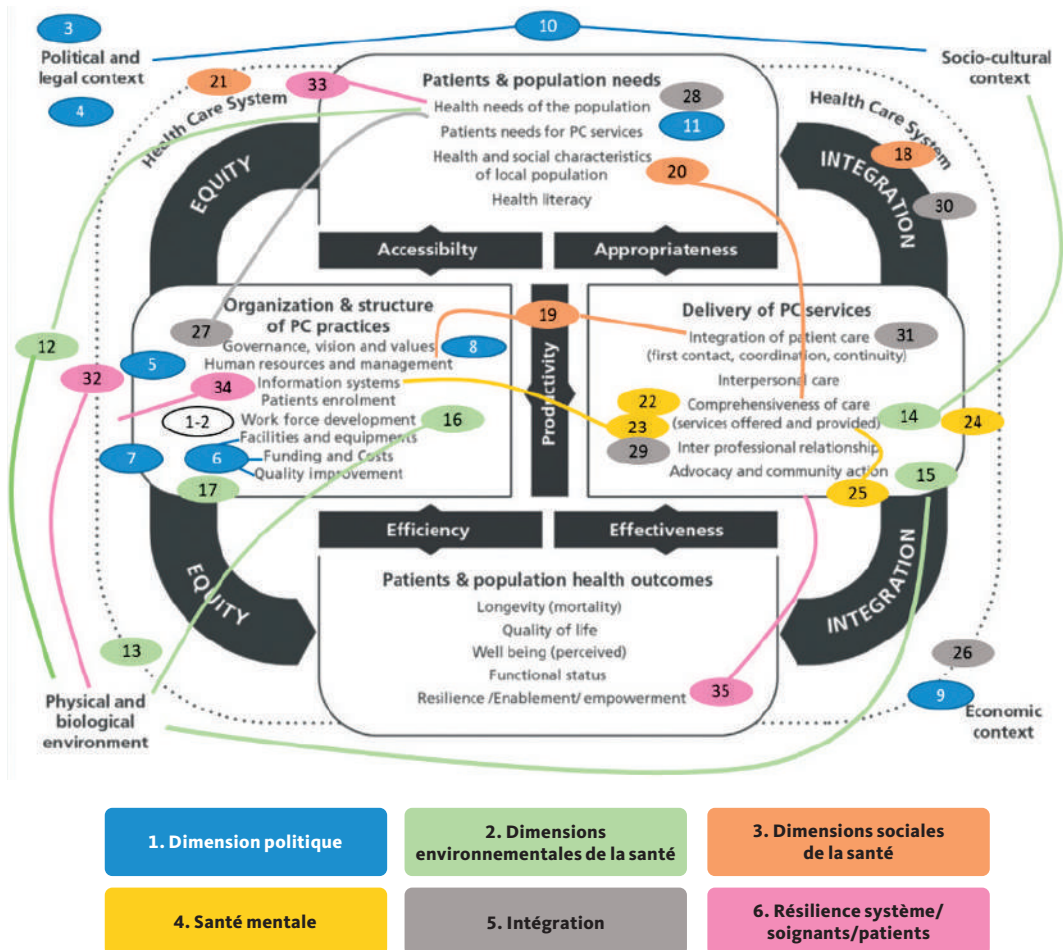 3
10
Political and
legal context
Socio-cultural
context
4
21
33
Health Care System
Health Care System
Patients & population needs
Health needs of the population
28
Patients needs for PC services
11
Health and social characteristics
of local population
20
Health literacy
18
30
EQUITY
INTEGRATION
Accessibilty
Appropriateness
Organization & structure
of PC practices
27
Governance, vision and values
8
Human resources and management
5
34
Information systems
Patients enrolment
1-2
Work force development
16
Facilities and equipments
7
6
Funding and Costs
Quality improvement
17
12
32
19
Productivity
Delivery of PC services
Integration of patient care
31
(first contact, coordination, continuity)
Interpersonal care
22
Comprehensiveness of care
(services offered and provided)
14
24
23
29
Inter professional relationship
Advocacy and community action
15
25
Efficiency
Effectiveness
EQUITY
INTEGRATION
Patients & population health outcomes
Longevity (mortality)
Quality of life
Well being (perceived)
Functional status
Resilience /Enablement/ empowerment
35
13
26
9
Physical and
biological
environment
Economic
context
1. Dimension politique
2. Dimensions
environnementales de la santé
3. Dimensions sociales
de la santé
4. Santé mentale
5. Intégration
6. Résilience système/
soignants/patients